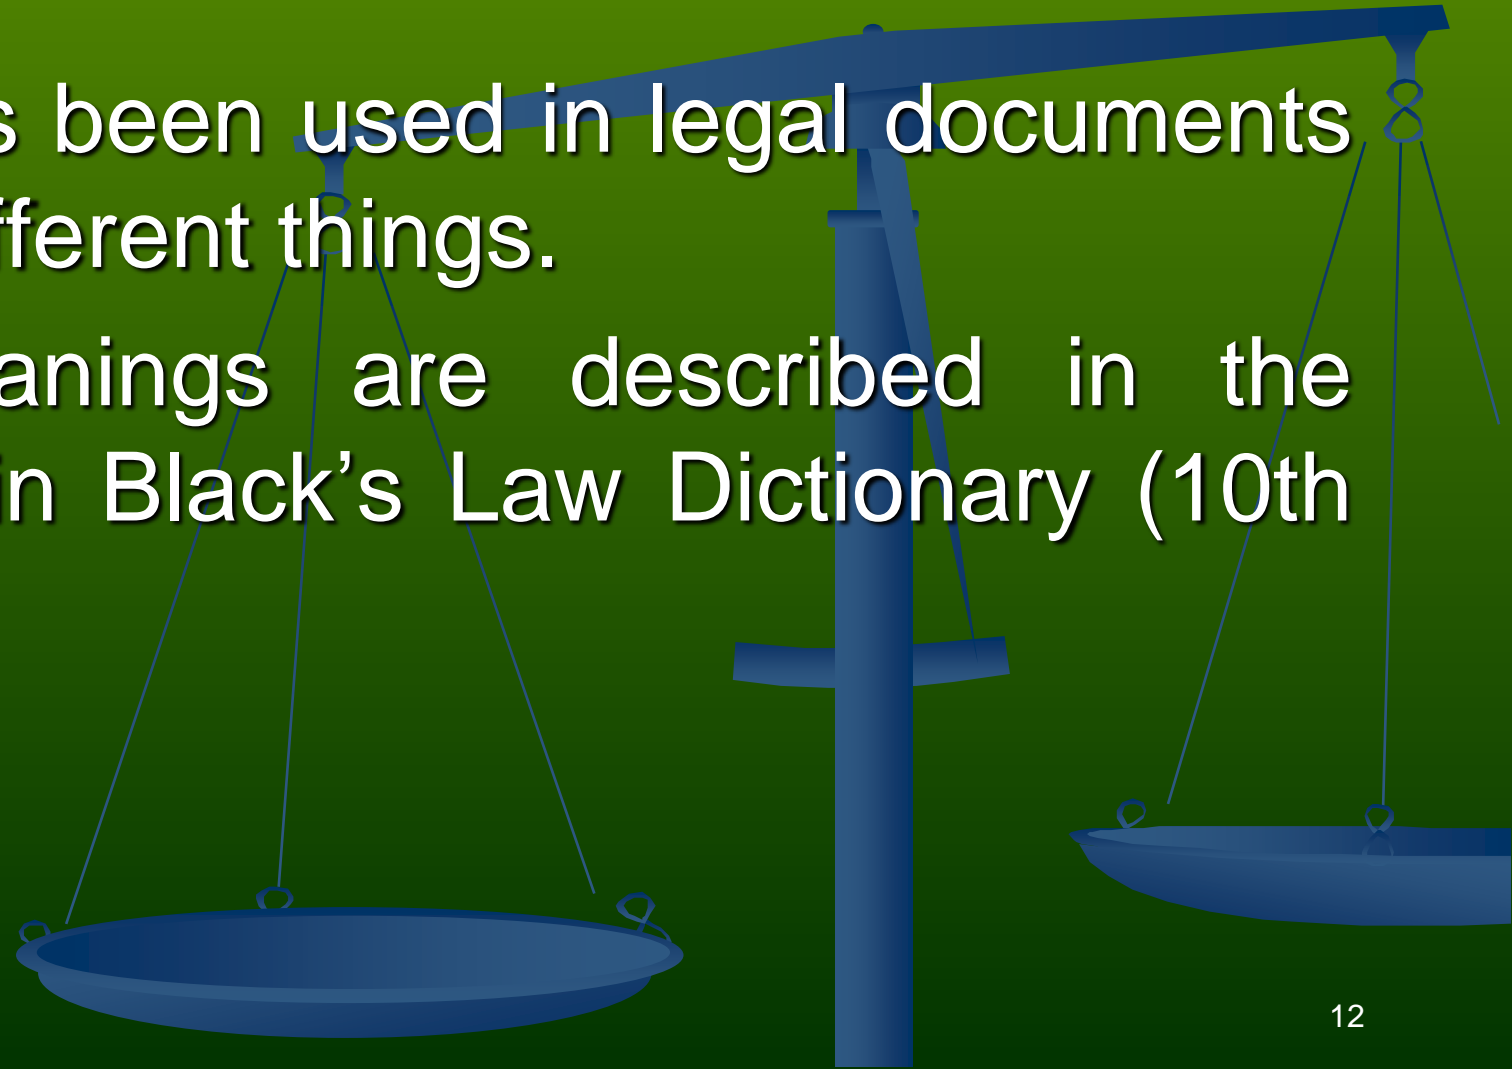 s been used in legal documents
fferent things.
anings are described in the
in Black’s Law Dictionary (10th
12